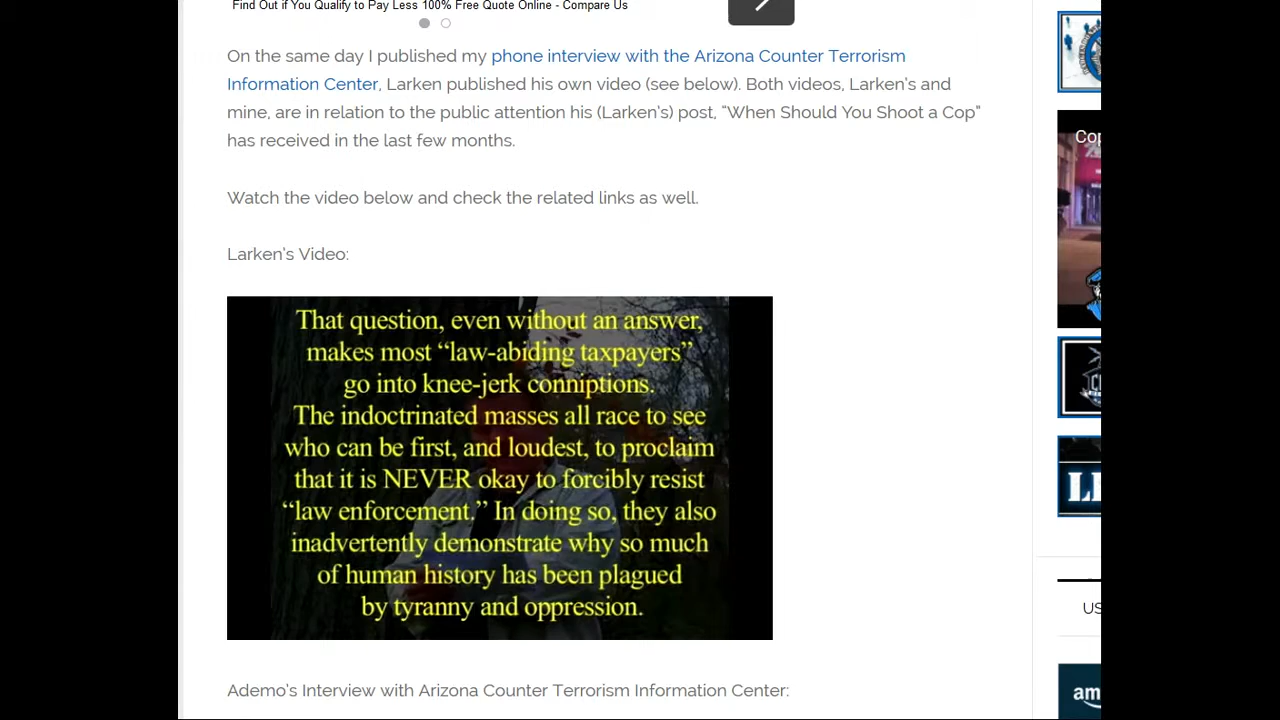 Find Out if You Qualify to Pay Less 100% Free Quote Online - Compare Us
On the same day I published my phone interview with the Arizona Counter Terrorism
Information Center, Larken published his own video (see below). Both videos, Larken's and
mine, are in relation to the public attention his (Larken's) post, “When Should You Shoot a Cop”
has received in the last few months.
Watch the video below and check the related links as well.
Larken's Video:
That question, even without an answer,
makes most “law-abiding taxpayers”
go into knee-jerk conniptions.
The indoctrinated masses all race to see
who can be first, and loudest, to proclaim
that it is NEVER okay to forcibly resist
“law enforcement.” In doing so, they also
inadvertently demonstrate why so much
of human history has been plagued
by tyranny and oppression.
Ademo's Interview with Arizona Counter Terrorism Information Center:
Cop
US
am